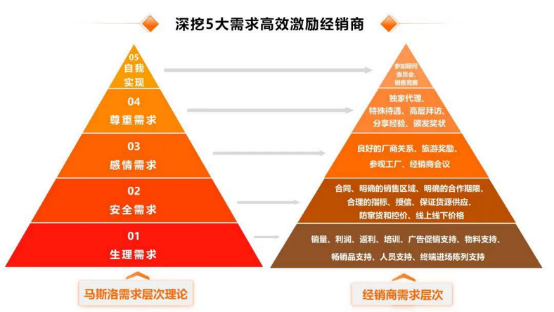 深挖5大需求高效激励经销商
05
自我
实现
04
尊重需求
03
感情需求
02
安全需求
01
生理需求
马斯洛需求层次理论
委员会、
独家代理、
特殊待遇、高层拜访、
分享经验、颁发奖状
良好的厂商关系、旅游奖励、
参观工厂、经销商会议
合同、明确的销售区域、明确的合作期限、
合理的指标、授信、保证货源供应、
防窜货和控价、线上线下价格
销量、利润、返利、培训、广告促销支持、物料支持、
畅销品支持、人员支持、终端进场陈列支持
经销商需求层次